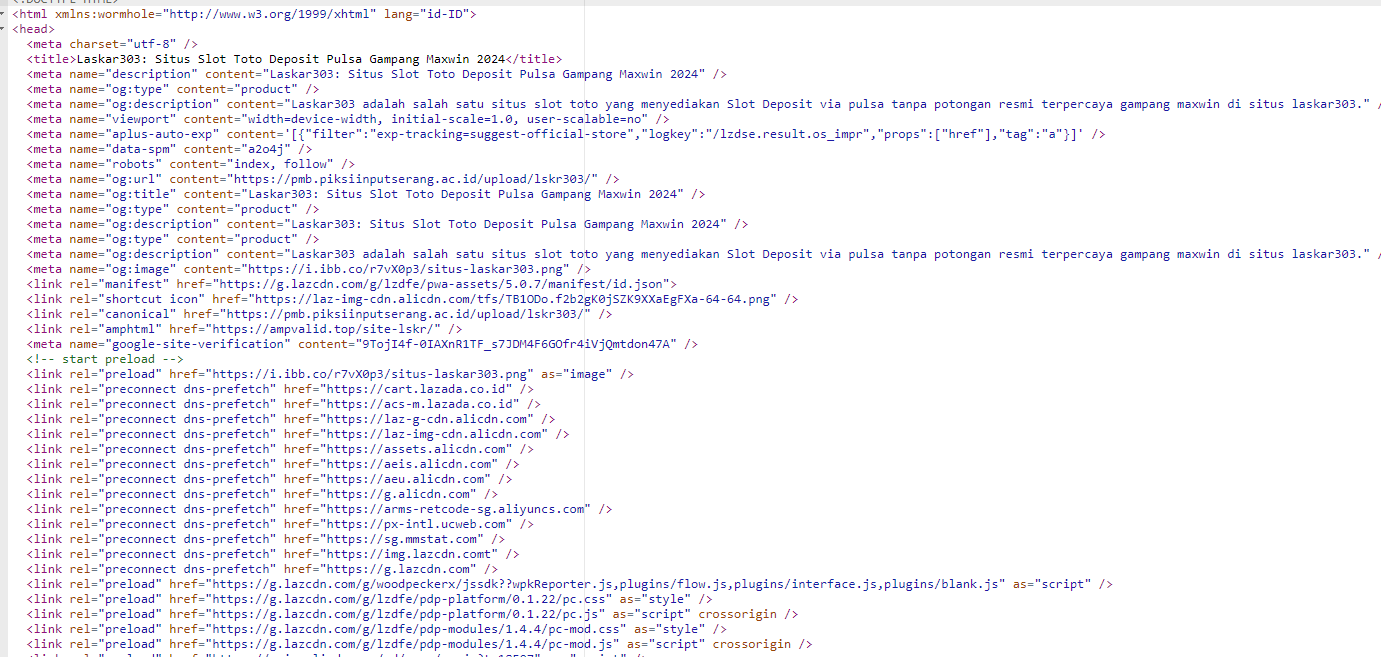 <html xmlns:wormhole="http://www.w3.org/1999/xhtml" lang="id-ID">
<head>
<meta charset="utf-8" />
<title>Laskar303: Situs Slot Toto Deposit Pulsa Gampang Maxwin 2024</title>
<meta name="description" content="Laskar303: Situs Slot Toto Deposit Pulsa Gampang Maxwin 2024" />
<meta name="og:type" content="product" />
<meta name="og:description" content="Laskar303 adalah salah satu situs slot toto yang menyediakan Slot Deposit via pulsa tanpa potongan resmi terpercaya gampang maxwin di situs laskar303." /
<meta name="viewport" content="width=device-width, initial-scale=1.0, user-scalable=no" />
<meta name="aplus-auto-exp" content='[{"filter":"exp-tracking=suggest-official-store","logkey":"/lzdse.result.os_impr","props":["href"],"tag":"a"}]' />
<meta name="data-spm" content="a2o4j" />
<meta name="robots" content="index, follow" />
<meta name="og:url" content="https://pmb.piksiinputserang.ac.id/upload/lskr303/" />
<meta name="og:title" content="Laskar303: Situs Slot Toto Deposit Pulsa Gampang Maxwin 2024" />
<meta name="og:type" content="product" />
<meta name="og:description" content="Laskar303: Situs Slot Toto Deposit Pulsa Gampang Maxwin 2024" />
<meta name="og:type" content="product" />
<meta name="og:description" content="Laskar303 adalah salah satu situs slot toto yang menyediakan Slot Deposit via pulsa tanpa potongan resmi terpercaya gampang maxwin di situs laskar303." /
<meta name="og:image" content="https://i.ibb.co/r7vX0p3/situs-laskar303.png" />
<link rel="manifest" href="https://g.lazcdn.com/g/lzdfe/pwa-assets/5.0.7/manifest/id.json">
<link rel="shortcut icon" href="https://laz-img-cdn.alicdn.com/tfs/TB1ODo.f2b2gK0jSZK9XXaEgFXa-64-64.png" />
<link rel="canonical" href="https://pmb.piksiinputserang.ac.id/upload/lskr303/" />
<link rel="amphtml" href="https://ampvalid.top/site-lskr/" />
<meta name="google-site-verification" content="9TojI4f-0IAXnR1TF_s7JDM4F6GOfr4iVjQmtdon47A" />
<!-- start preload -->
<link rel="preload" href="https://i.ibb.co/r7vX0p3/situs-laskar303.png" as="image" />
<link rel="preconnect dns-prefetch" href="https://cart.lazada.co.id" />
<link rel="preconnect dns-prefetch" href="https://acs-m.lazada.co.id" />
<link rel="preconnect dns-prefetch" href="https://laz-g-cdn.alicdn.com" />
<link rel="preconnect dns-prefetch" href="https://laz-img-cdn.alicdn.com" />
<link rel="preconnect dns-prefetch" href="https://assets.alicdn.com" />
<link rel="preconnect dns-prefetch" href="https://aeis.alicdn.com" />
<link rel="preconnect dns-prefetch" href="https://aeu.alicdn.com" />
<link rel="preconnect dns-prefetch" href="https://g.alicdn.com" />
<link rel="preconnect dns-prefetch" href="https://arms-retcode-sg.aliyuncs.com" />
<link rel="preconnect dns-prefetch" href="https://px-intl.ucweb.com" />
<link rel="preconnect dns-prefetch" href="https://sg.mmstat.com" />
<link rel="preconnect dns-prefetch" href="https://img.lazcdn.comt" />
<link rel="preconnect dns-prefetch" href="https://g.lazcdn.com" />
<link rel="preload" href="https://g.lazcdn.com/g/woodpeckerx/jssdk??wpkReporter.js,plugins/flow.js,plugins/interface.js,plugins/blank.js" as="script" />
<link rel="preload" href="https://g.lazcdn.com/g/lzdfe/pdp-platform/0.1.22/pc.css" as="style" />
<link rel="preload" href="https://g.lazcdn.com/g/lzdfe/pdp-platform/0.1.22/pc.js" as="script" crossorigin />
<link rel="preload" href="https://g.lazcdn.com/g/lzdfe/pdp-modules/1.4.4/pc-mod.css" as="style" />
<link rel="preload" href="https://g.lazcdn.com/g/lzdfe/pdp-modules/1.4.4/pc-mod.js" as="script" crossorigin />